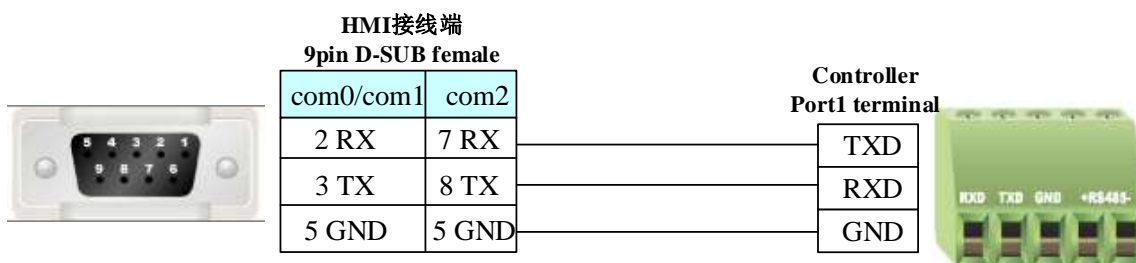 HMI接线端
9pin D-SUB female
com0/com1 com2
2 RX 7 RX
3 TX 8 TX
5 GND 5 GND
Controller
Port1 terminal
TXD
RXD
GND
5 4 3 2 1
9 8 7 6
RXD TXD GND +RS485-